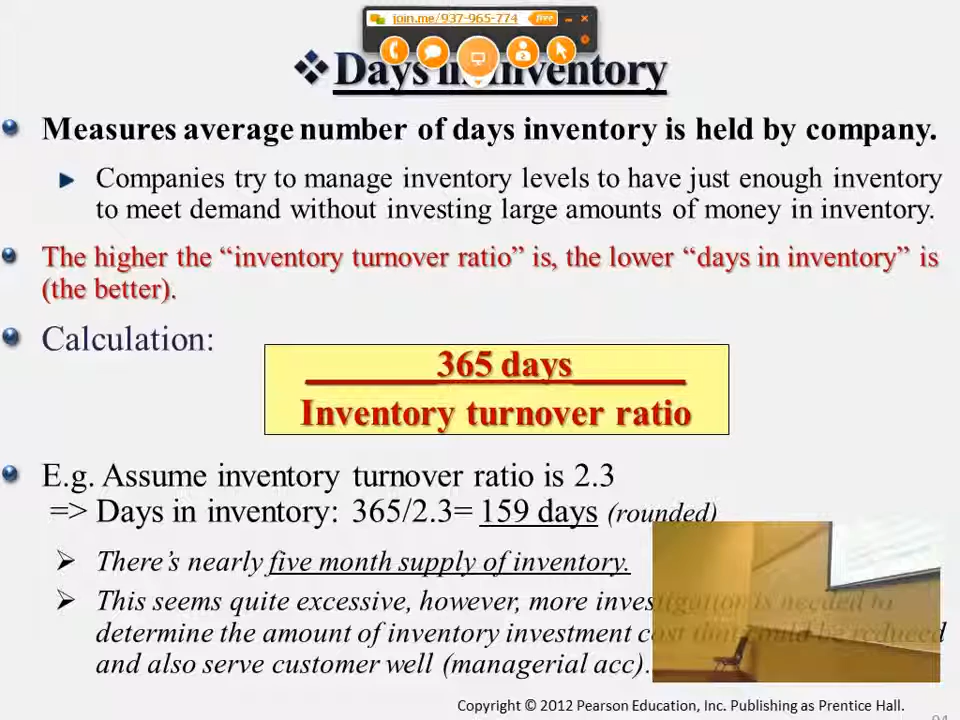 join.me/937-965-774 free
Days in Inventory
Measures average number of days inventory is held by company.
Companies try to manage inventory levels to have just enough inventory
to meet demand without investing large amounts of money in inventory.
The higher the “inventory turnover ratio” is, the lower “days in inventory” is
(the better).
Calculation:
365 days
Inventory turnover ratio
E.g. Assume inventory turnover ratio is 2.3
=> Days in inventory: 365/2.3= 159 days (rounded)
There’s nearly five month supply of inventory.
This seems quite excessive, however, more investigation is needed to
determine the amount of inventory investment cost that could be reduced
and also serve customer well (managerial acc).
Copyright © 2012 Pearson Education, Inc. Publishing as Prentice Hall.